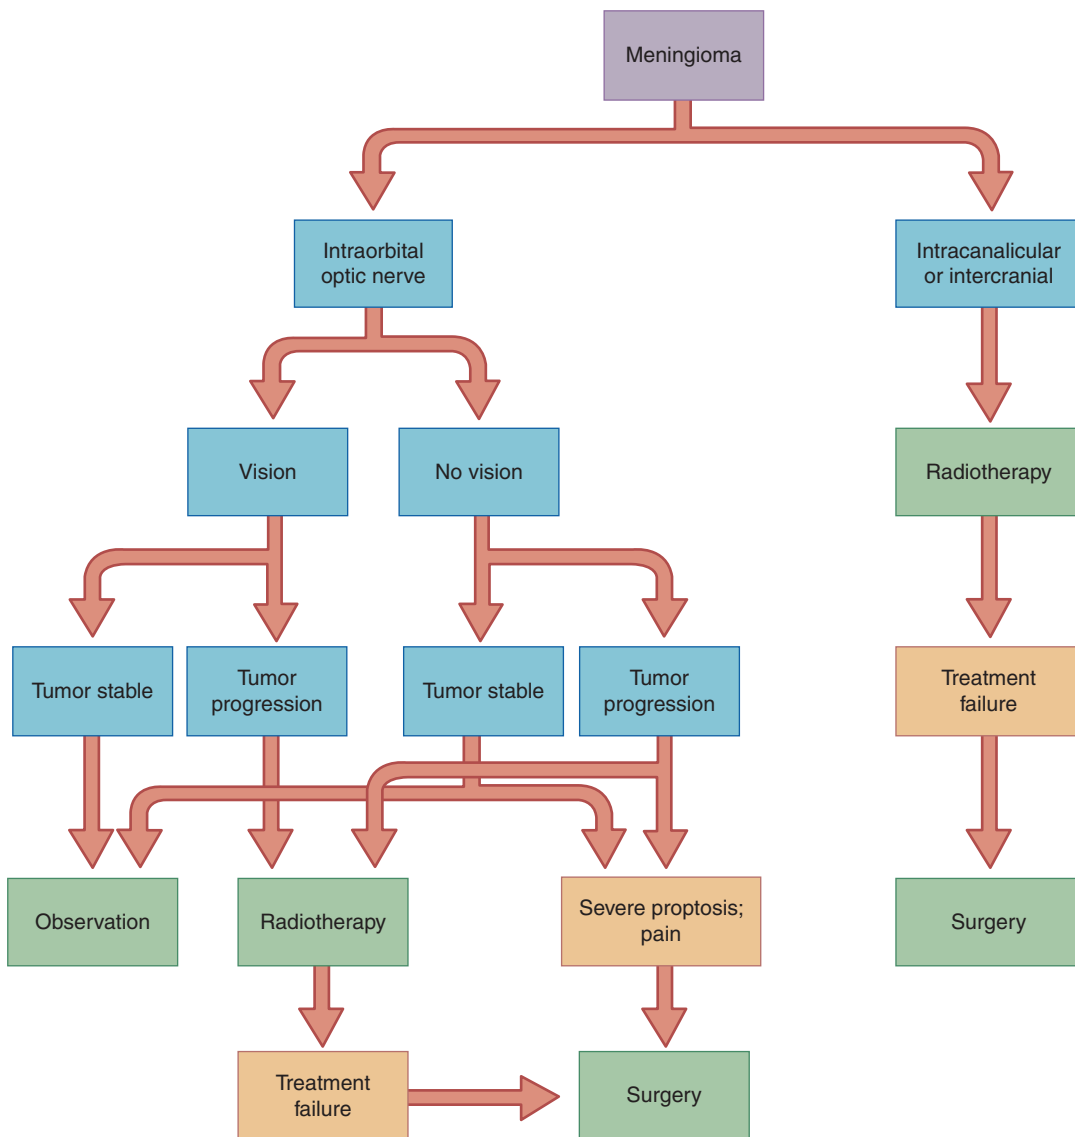 Meningioma
Intraorbital
optic nerve
Intracanalicular
or intercranial
Vision
No vision
Radiotherapy
Tumor stable
Tumor
progression
Tumor stable
Tumor
progression
Treatment
failure
Observation
Radiotherapy
Severe proptosis;
pain
Surgery
Treatment
failure
Surgery